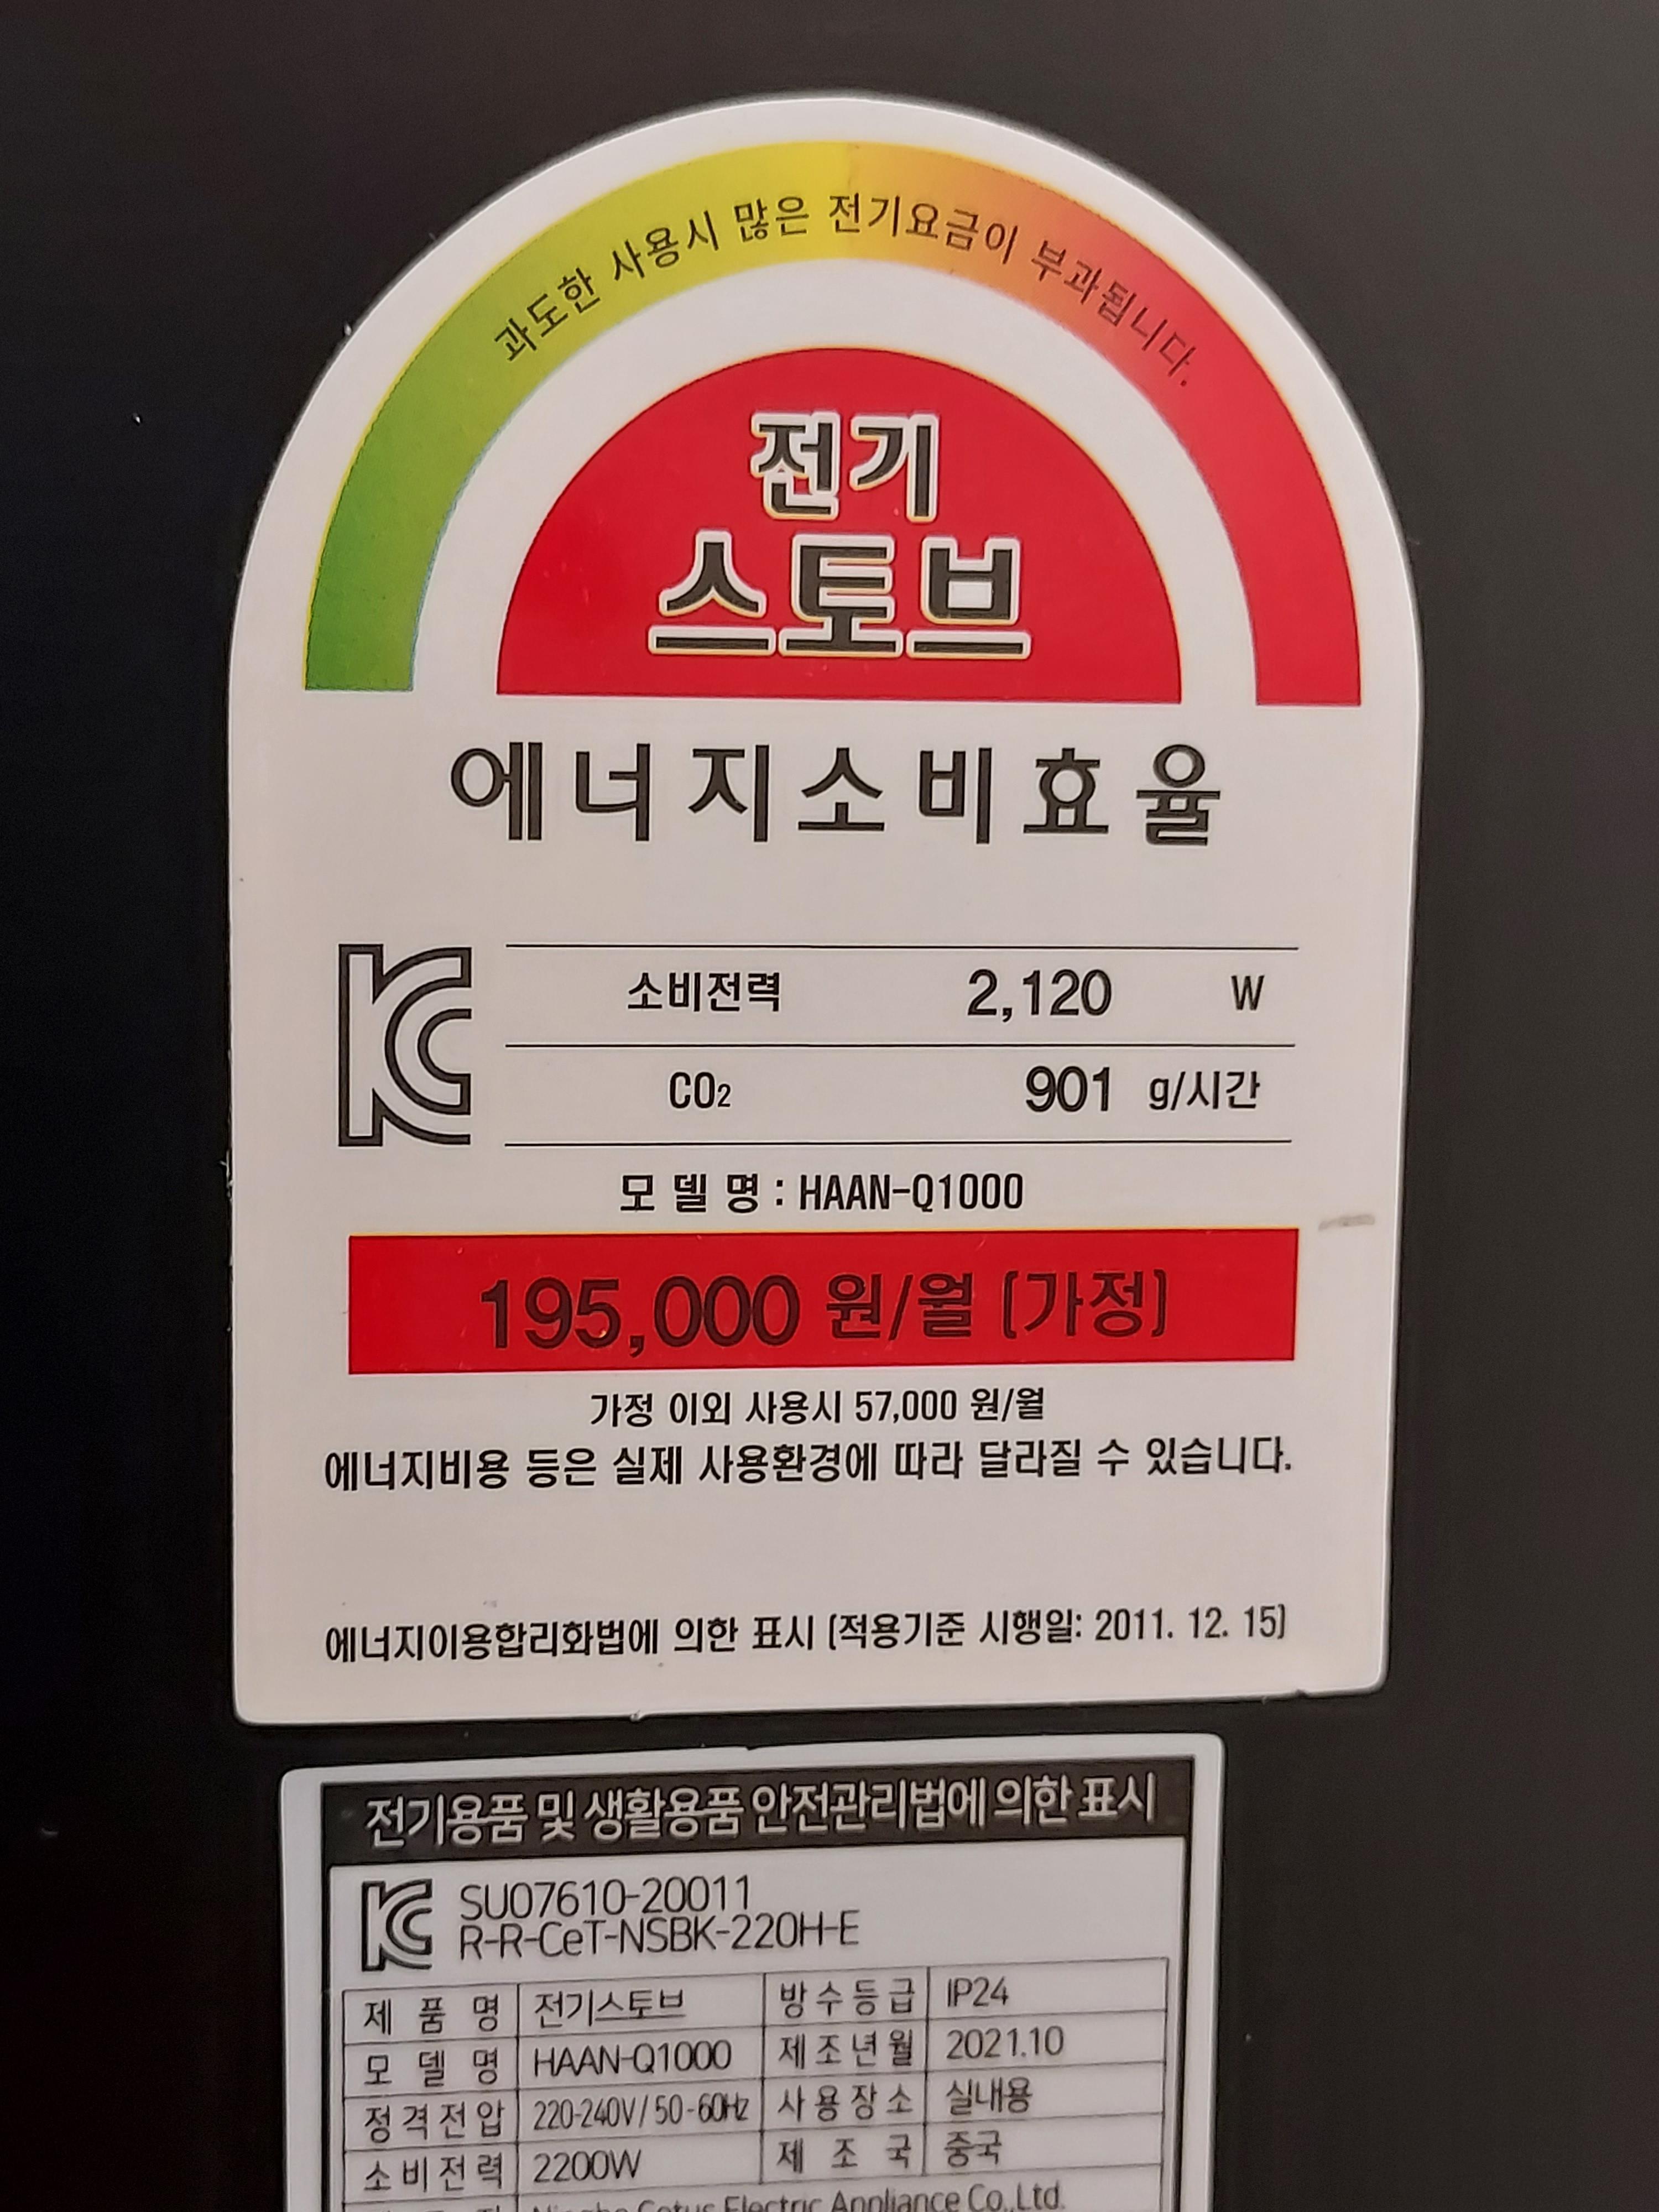 과도한 사용시 많은 전기요금이 부과됩니다.
전기
스토브
에너지소비효율
소비전력 2,120 W
CO₂ 901 g/시간
모 델 명 : HAAN-Q1000
195,000 원/월 (가정)
가정 이외 사용시 57,000 원/월
에너지비용 등은 실제 사용환경에 따라 달라질 수 있습니다.
에너지이용합리화법에 의한 표시 (적용기준 시행일: 2011. 12. 15)
전기용품 및 생활용품 안전관리법에 의한 표시
SU07610-20011
R-R-CeT-NSBK-220H-E
제 품 명 전기스토브 방수등급 IP24
모 델 명 HAAN-Q1000 제조년월 2021.10
정격전압 220-240V/50-60Hz 사용장소 실내용
소비전력 2200W 제 조 국 중국
Electric Appliance Co.,Ltd.